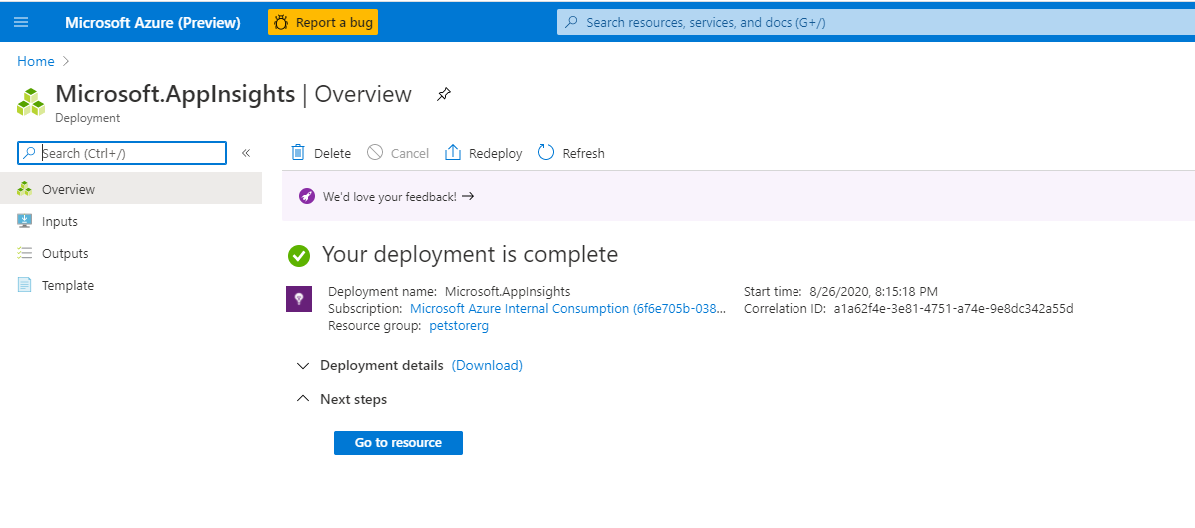 Microsoft Azure (Preview) Report a bug Search resources, services, and docs (G+/)
Home
Microsoft.AppInsights | Overview
Deployment
Search (Ctrl+/) «
Overview
Inputs
Outputs
Template
Delete Cancel Redeploy Refresh
We'd love your feedback! →
Your deployment is complete
Deployment name: Microsoft.AppInsights
Subscription: Microsoft Azure Internal Consumption (6f6e705b-038...
Resource group: petstorerg
Start time: 8/26/2020, 8:15:18 PM
Correlation ID: a1a62f4e-3e81-4751-a74e-9e8dc342a55d
Deployment details (Download)
Next steps
Go to resource